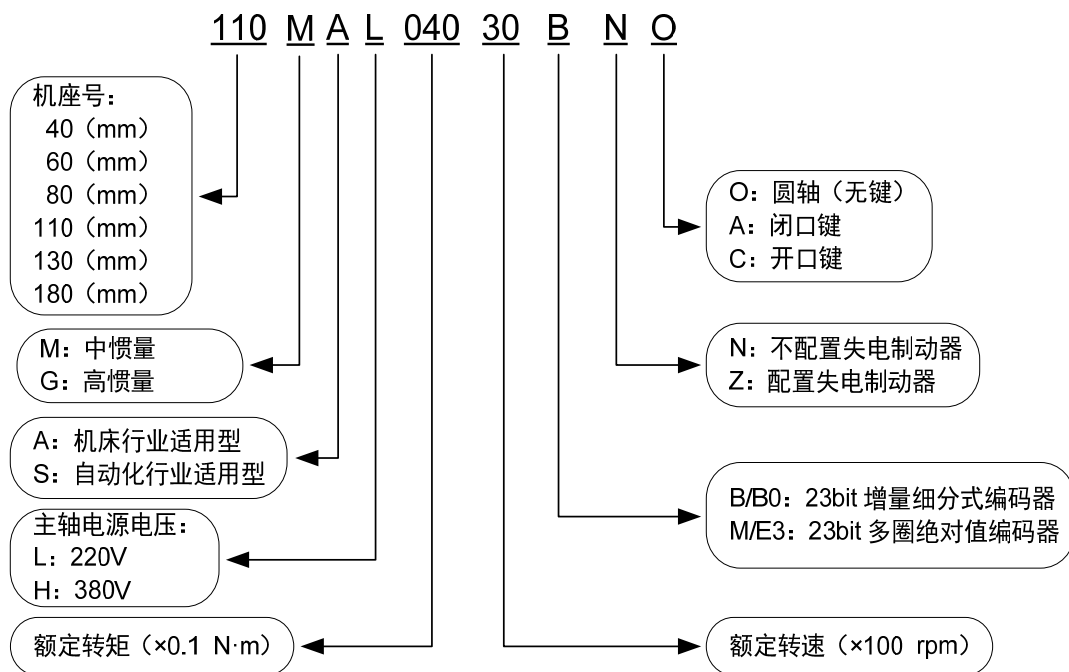 110 M A L 040 30 B N O
机座号：
40（mm）
60（mm）
80（mm）
110（mm）
130（mm）
180（mm）
M：中惯量
G：高惯量
A：机床行业适用型
S：自动化行业适用型
主轴电源电压：
L：220V
H：380V
额定转矩（×0.1 N·m）
O：圆轴（无键）
A：闭口键
C：开口键
N：不配置失电制动器
Z：配置失电制动器
B/B0：23bit 增量细分式编码器
M/E3：23bit 多圈绝对值编码器
额定转速（×100 rpm）